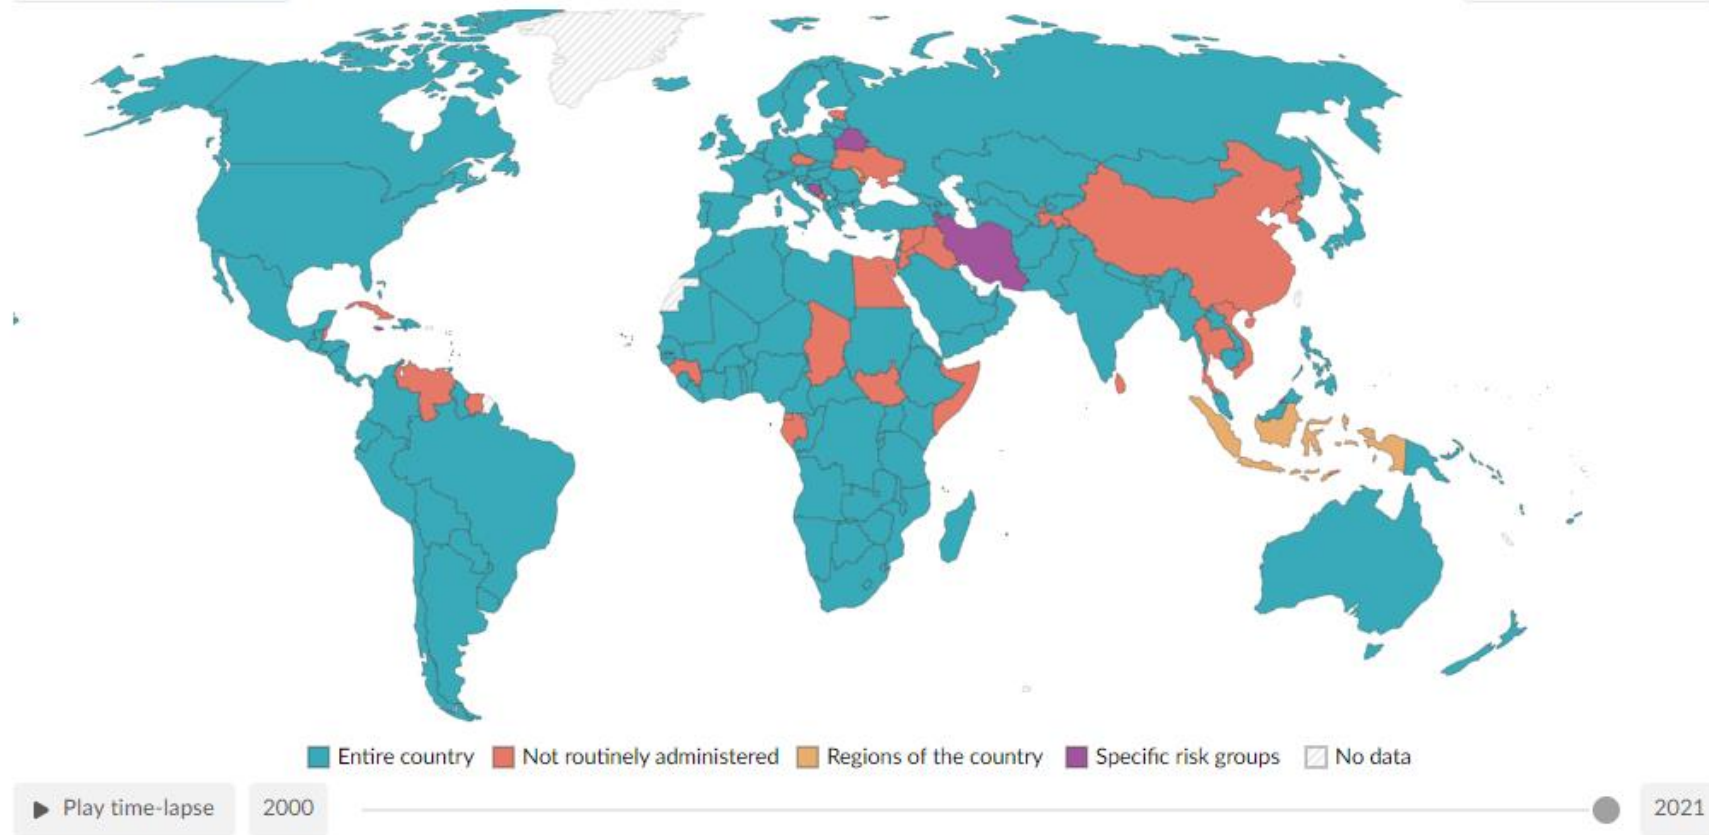 Entire country Not routinely administered Regions of the country Specific risk groups No data
Play time-lapse 2000 2021